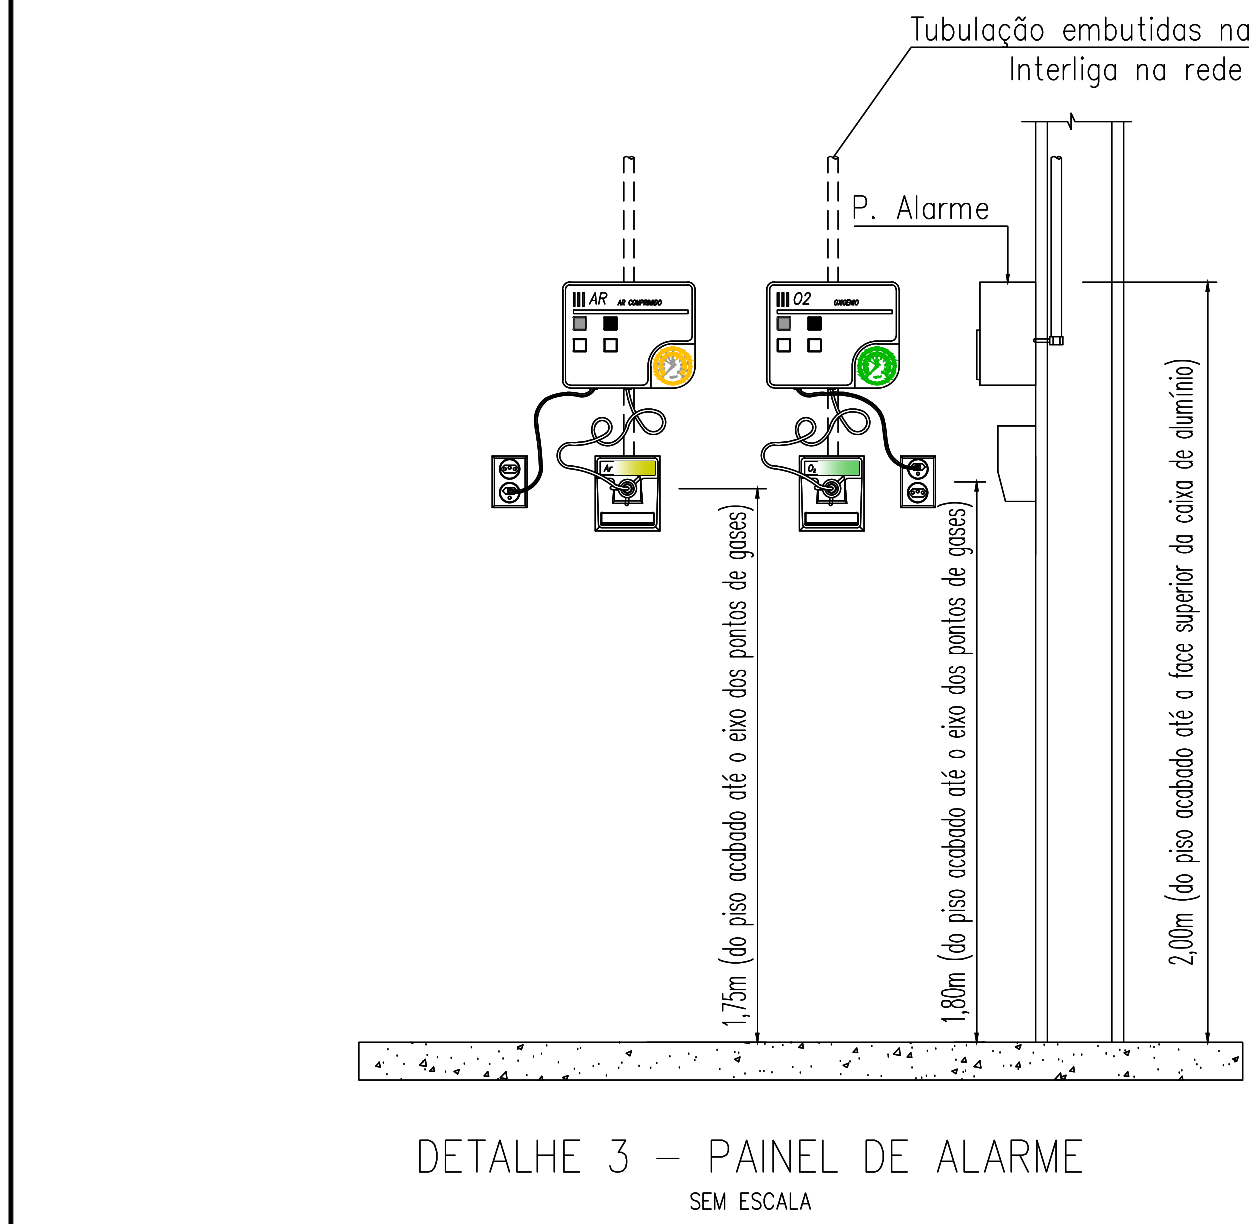 Tubulação embutidas na
Interliga na rede
P. Alarme
AR AR COMPRIMIDO
O2 OXIGENIO
Ar
O₂
1,75m (do piso acabado até o eixo dos pontos de gases)
1,80m (do piso acabado até o eixo dos pontos de gases)
2,00m (do piso acabado até a face superior da caixa de alumínio)
DETALHE 3 – PAINEL DE ALARME
SEM ESCALA